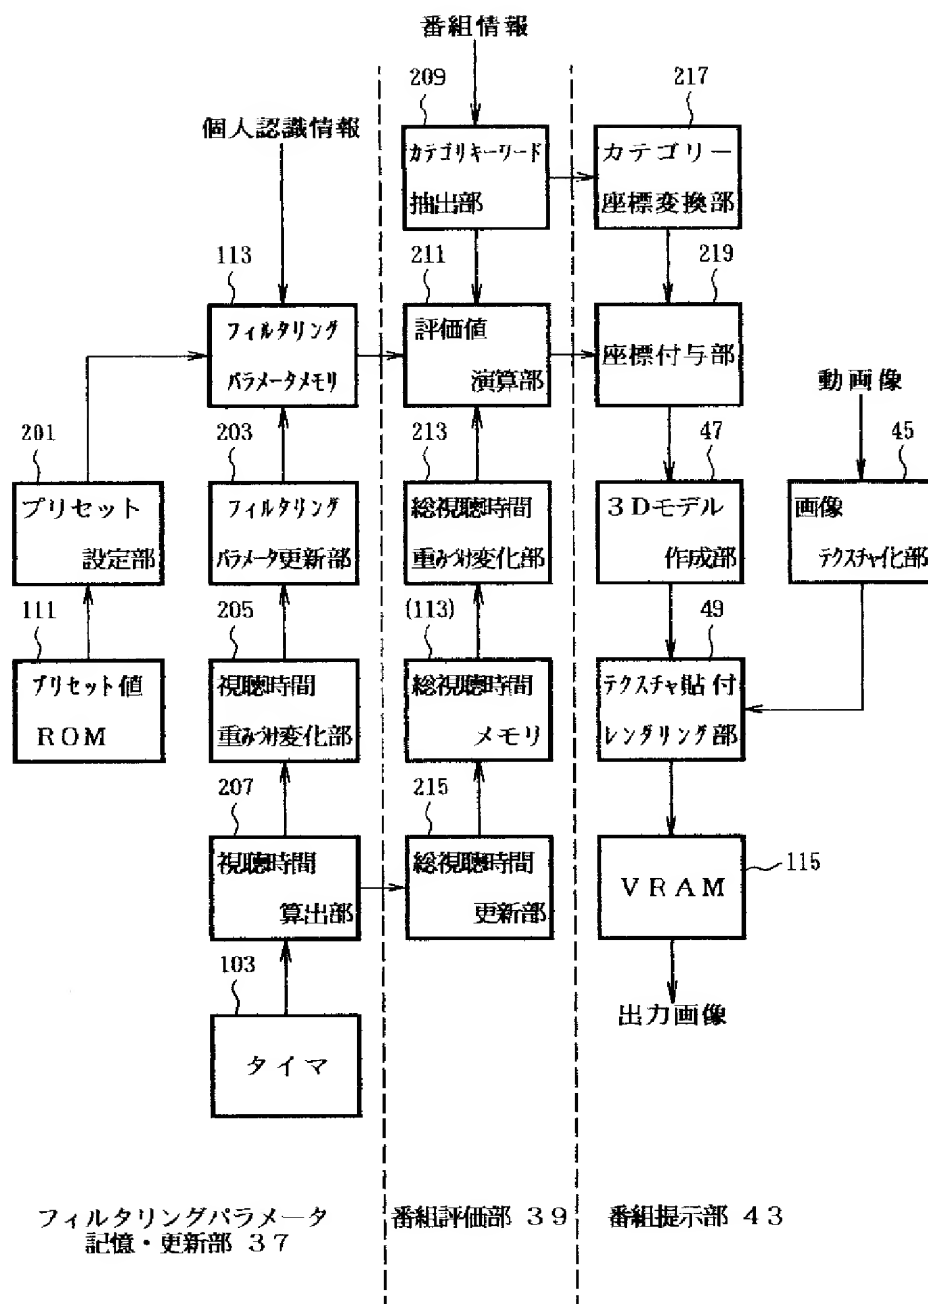 番組情報
209
217
個人認識情報
カテゴリキーワード
抽出部
カテゴリー
座標変換部
113
211
219
フィルタリング
パラメータメモリ
評価値
演算部
座標付与部
動画像
201
203
213
47
45
プリセット
設定部
フィルタリング
パラメータ更新部
総視聴時間
重みづけ変化部
3Dモデル
作成部
画像
テクスチャ化部
111
205
(113)
49
プリセット値
ROM
視聴時間
重みづけ変化部
総視聴時間
メモリ
テクスチャ貼付
レンダリング部
207
215
視聴時間
算出部
総視聴時間
更新部
VRAM
115
103
出力画像
タイマ
フィルタリングパラメータ
記憶・更新部 37
番組評価部 39
番組提示部 43